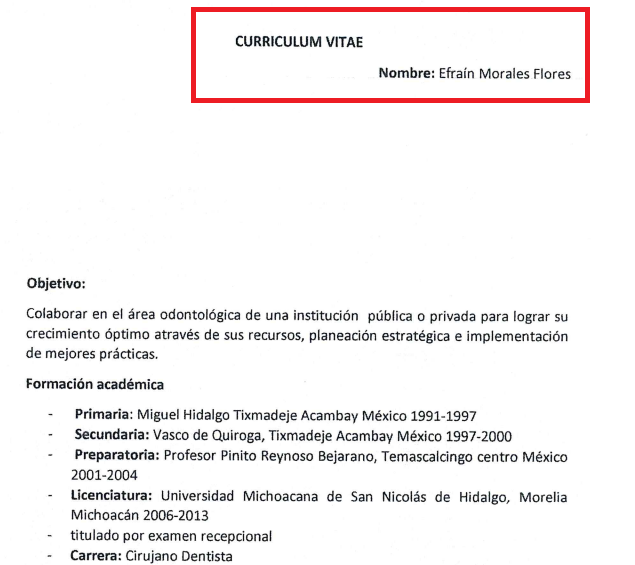 CURRICULUM VITAE
Nombre: Efraín Morales Flores
Objetivo:
Colaborar en el área odontológica de una institución pública o privada para lograr su
crecimiento óptimo através de sus recursos, planeación estratégica e implementación
de mejores prácticas.
Formación académica
- Primaria: Miguel Hidalgo Tixmadeje Acambay México 1991-1997
- Secundaria: Vasco de Quiroga, Tixmadeje Acambay México 1997-2000
- Preparatoria: Profesor Pinito Reynoso Bejarano, Temascalcingo centro México
2001-2004
- Licenciatura: Universidad Michoacana de San Nicolás de Hidalgo, Morelia
Michoacán 2006-2013
- titulado por examen recepcional
- Carrera: Cirujano Dentista